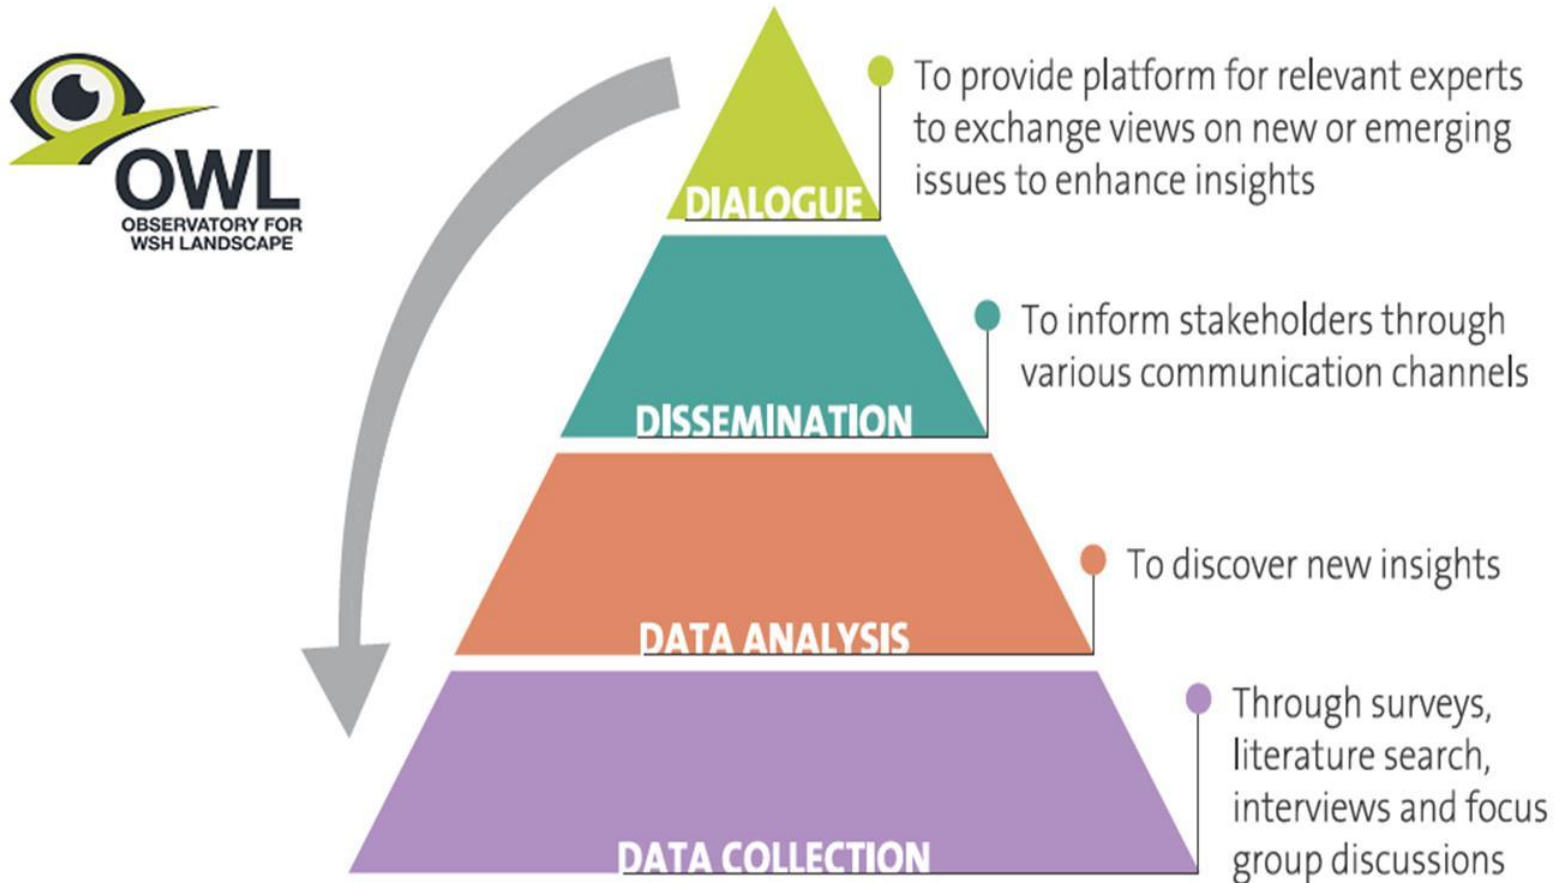 OWL
OBSERVATORY FOR
WSH LANDSCAPE
DIALOGUE
To provide platform for relevant experts
to exchange views on new or emerging
issues to enhance insights
DISSEMINATION
To inform stakeholders through
various communication channels
DATA ANALYSIS
To discover new insights
DATA COLLECTION
Through surveys,
literature search,
interviews and focus
group discussions